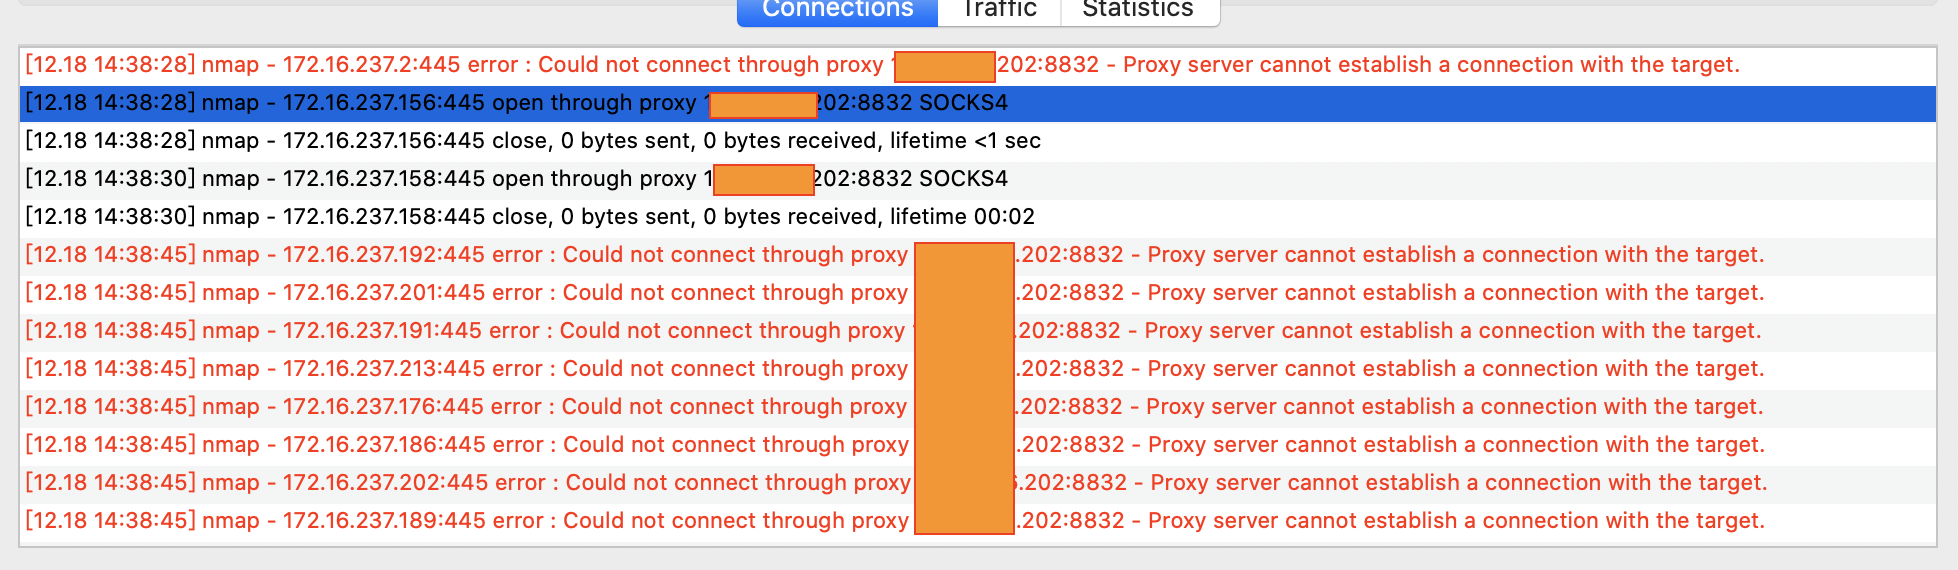 Connections Traffic Statistics
[12.18 14:38:28] nmap - 172.16.237.2:445 error : Could not connect through proxy 202:8832 - Proxy server cannot establish a connection with the target.
[12.18 14:38:28] nmap - 172.16.237.156:445 open through proxy 1 202:8832 SOCKS4
[12.18 14:38:28] nmap - 172.16.237.156:445 close, 0 bytes sent, 0 bytes received, lifetime <1 sec
[12.18 14:38:30] nmap - 172.16.237.158:445 open through proxy 1 202:8832 SOCKS4
[12.18 14:38:30] nmap - 172.16.237.158:445 close, 0 bytes sent, 0 bytes received, lifetime 00:02
[12.18 14:38:45] nmap - 172.16.237.192:445 error : Could not connect through proxy .202:8832 - Proxy server cannot establish a connection with the target.
[12.18 14:38:45] nmap - 172.16.237.201:445 error : Could not connect through proxy .202:8832 - Proxy server cannot establish a connection with the target.
[12.18 14:38:45] nmap - 172.16.237.191:445 error : Could not connect through proxy .202:8832 - Proxy server cannot establish a connection with the target.
[12.18 14:38:45] nmap - 172.16.237.213:445 error : Could not connect through proxy .202:8832 - Proxy server cannot establish a connection with the target.
[12.18 14:38:45] nmap - 172.16.237.176:445 error : Could not connect through proxy .202:8832 - Proxy server cannot establish a connection with the target.
[12.18 14:38:45] nmap - 172.16.237.186:445 error : Could not connect through proxy .202:8832 - Proxy server cannot establish a connection with the target.
[12.18 14:38:45] nmap - 172.16.237.202:445 error : Could not connect through proxy .202:8832 - Proxy server cannot establish a connection with the target.
[12.18 14:38:45] nmap - 172.16.237.189:445 error : Could not connect through proxy .202:8832 - Proxy server cannot establish a connection with the target.